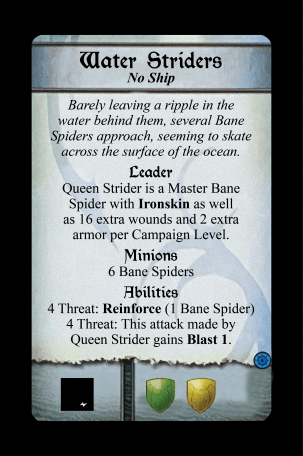 Water Striders
No Ship
Barely leaving a ripple in the
water behind them, several Bane
Spiders approach, seeming to skate
across the surface of the ocean.
Leader
Queen Strider is a Master Bane
Spider with Ironskin as well
as 16 extra wounds and 2 extra
armor per Campaign Level.
Minions
6 Bane Spiders
Abilities
4 Threat: Reinforce (1 Bane Spider)
4 Threat: This attack made by
Queen Strider gains Blast 1.